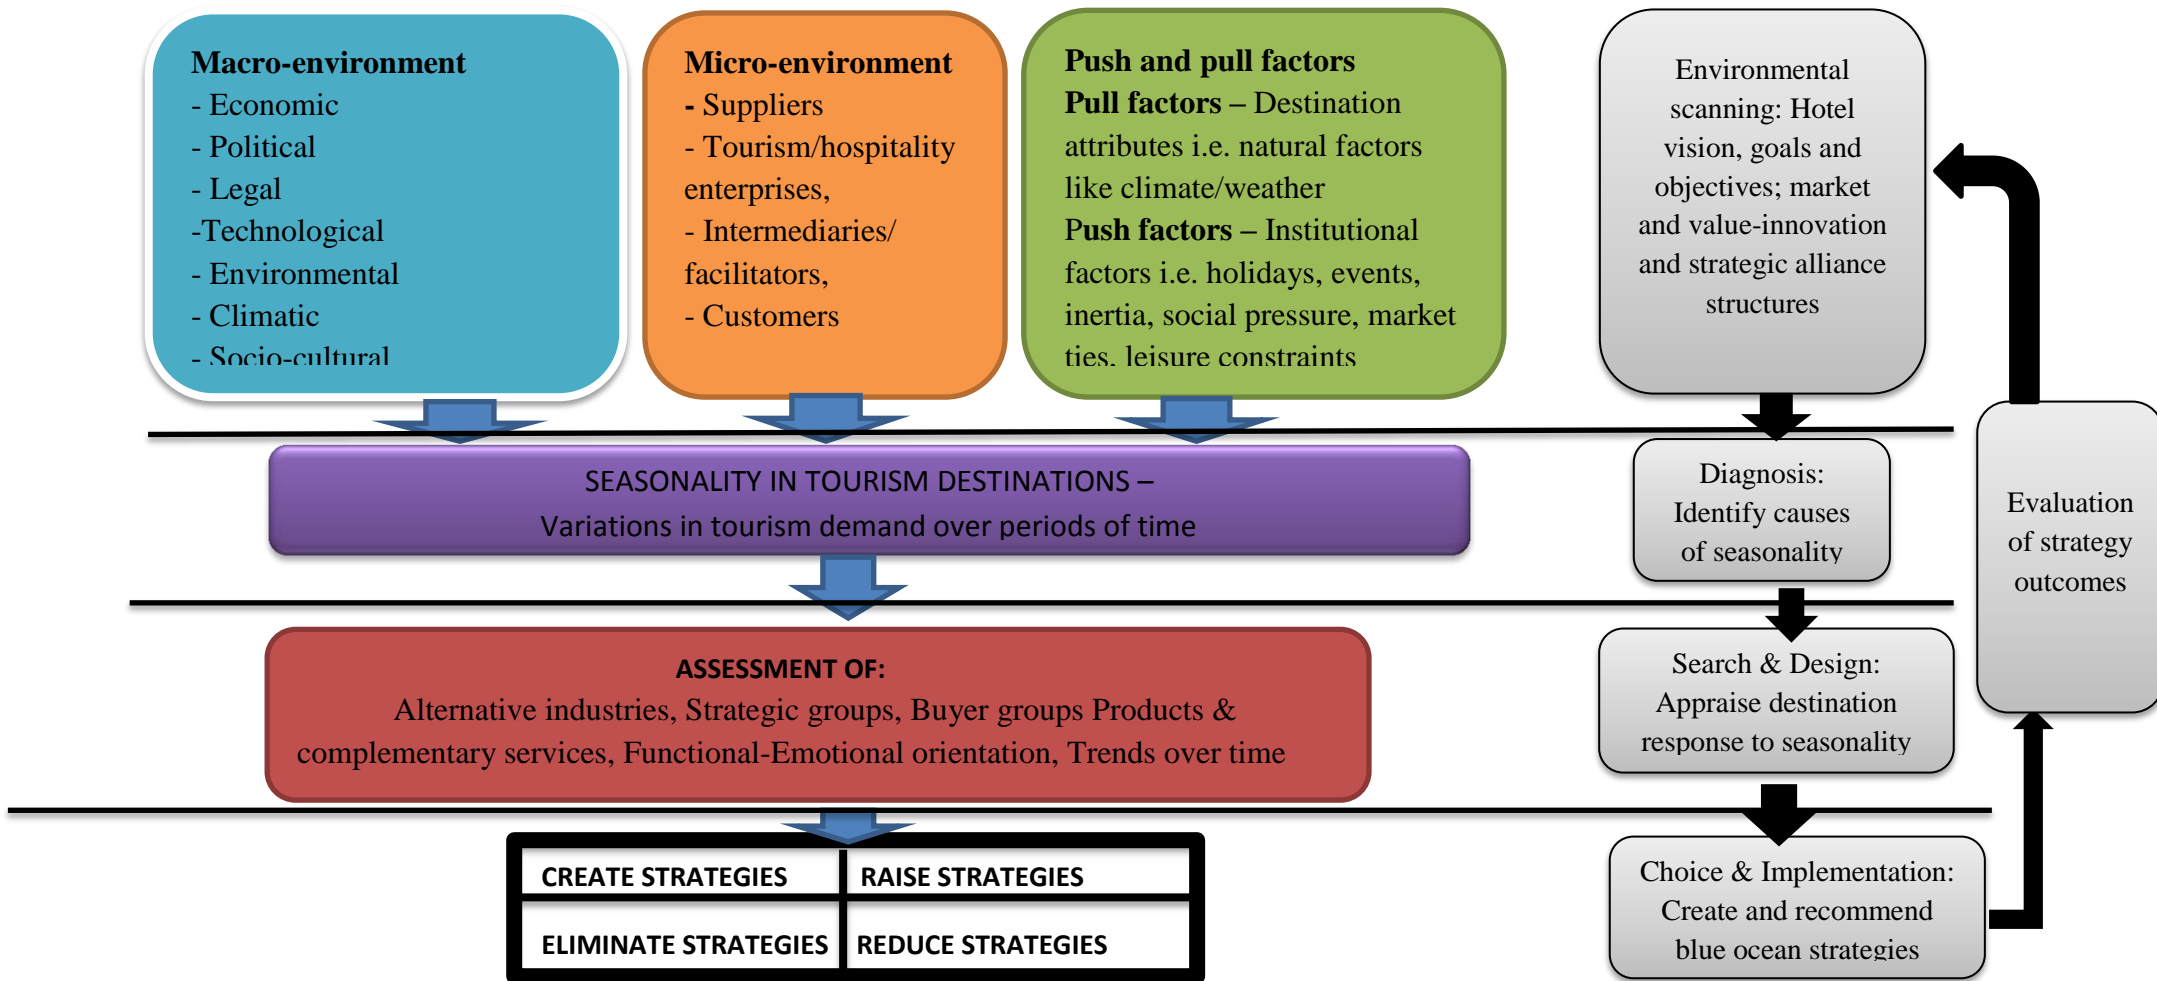 Macro-environment
- Economic
- Political
- Legal
-Technological
- Environmental
- Climatic
- Socio-cultural
Micro-environment
- Suppliers
- Tourism/hospitality
enterprises,
- Intermediaries/
facilitators,
- Customers
Push and pull factors
Pull factors – Destination
attributes i.e. natural factors
like climate/weather
Push factors – Institutional
factors i.e. holidays, events,
inertia, social pressure, market
ties, leisure constraints
Environmental
scanning: Hotel
vision, goals and
objectives; market
and value-innovation
and strategic alliance
structures
SEASONALITY IN TOURISM DESTINATIONS –
Variations in tourism demand over periods of time
Diagnosis:
Identify causes
of seasonality
Evaluation
of strategy
outcomes
ASSESSMENT OF:
Alternative industries, Strategic groups, Buyer groups Products &
complementary services, Functional-Emotional orientation, Trends over time
Search & Design:
Appraise destination
response to seasonality
CREATE STRATEGIES
RAISE STRATEGIES
ELIMINATE STRATEGIES
REDUCE STRATEGIES
Choice & Implementation:
Create and recommend
blue ocean strategies